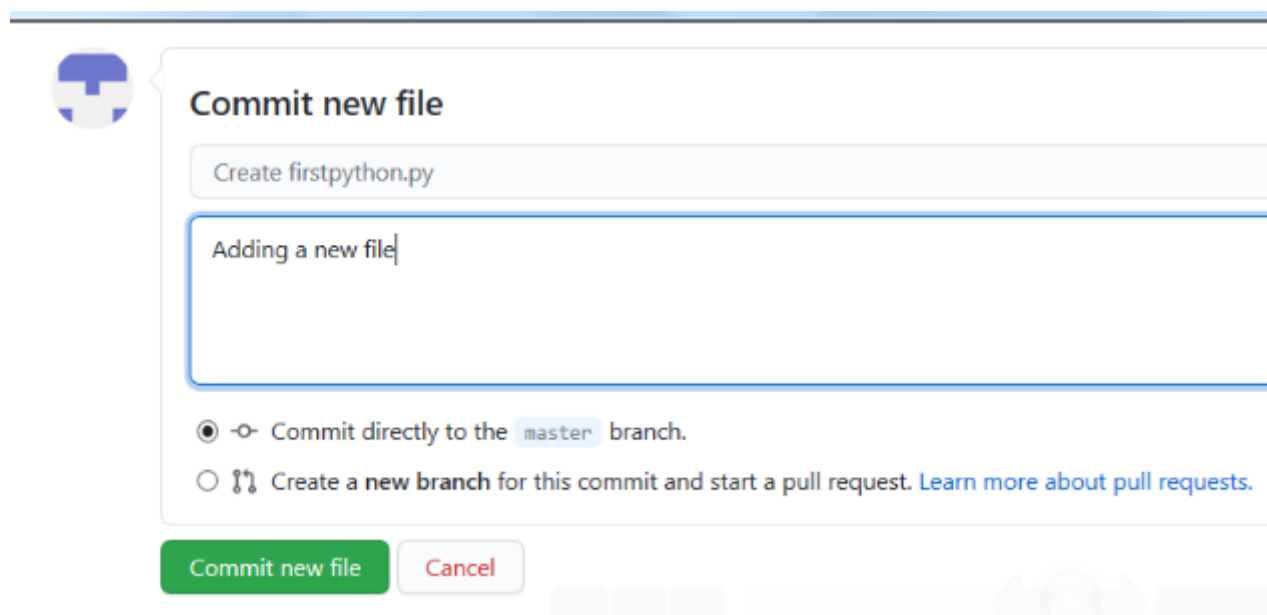 Commit new file
Create firstpython.py
Adding a new file
Commit directly to the master branch.
Create a new branch for this commit and start a pull request. Learn more about pull requests.
Commit new file
Cancel